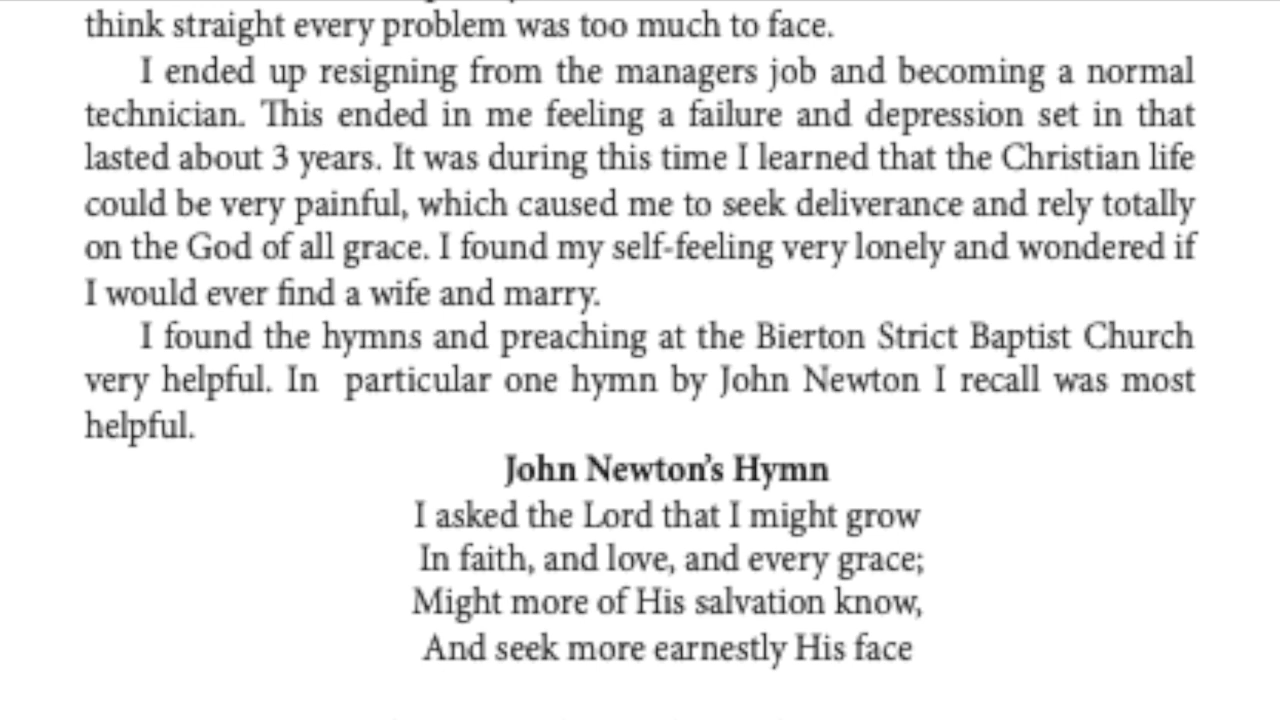 think straight every problem was too much to face.
I ended up resigning from the managers job and becoming a normal
technician. This ended in me feeling a failure and depression set in that
lasted about 3 years. It was during this time I learned that the Christian life
could be very painful, which caused me to seek deliverance and rely totally
on the God of all grace. I found my self-feeling very lonely and wondered if
I would ever find a wife and marry.
I found the hymns and preaching at the Bierton Strict Baptist Church
very helpful. In  particular one hymn by John Newton I recall was most
helpful.
John Newton’s Hymn
I asked the Lord that I might grow
In faith, and love, and every grace;
Might more of His salvation know,
And seek more earnestly His face